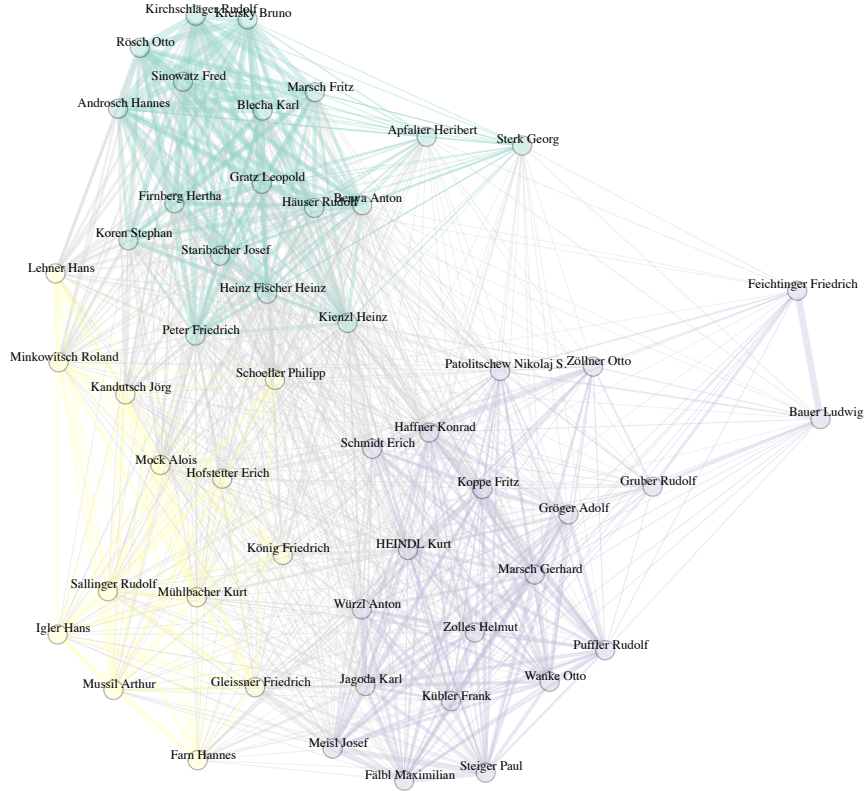 Kirchschläger Rudolf
Kreisky Bruno
Rösch Otto
Sinowatz Fred
Marsch Fritz
Androsch Hannes
Blecha Karl
Apfalter Heribert
Sterk Georg
Gratz Leopold
Firnberg Hertha
Häuser Rudolf
Benya Anton
Koren Stephan
Staribacher Josef
Lehner Hans
Heinz Fischer Heinz
Feichtinger Friedrich
Kienzl Heinz
Peter Friedrich
Minkowitsch Roland
Schoeller Philipp
Patolitschew Nikolaj S.
Zöllner Otto
Kandutsch Jörg
Bauer Ludwig
Haffner Konrad
Schmidt Erich
Mock Alois
Hofstetter Erich
Koppe Fritz
Gruber Rudolf
Gröger Adolf
König Friedrich
HEINDL Kurt
Marsch Gerhard
Sallinger Rudolf
Mühlbacher Kurt
Würzl Anton
Igler Hans
Zolles Helmut
Puffler Rudolf
Mussil Arthur
Gleissner Friedrich
Jagoda Karl
Wanke Otto
Kübler Frank
Meisl Josef
Farn Hannes
Fälbl Maximilian
Steiger Paul